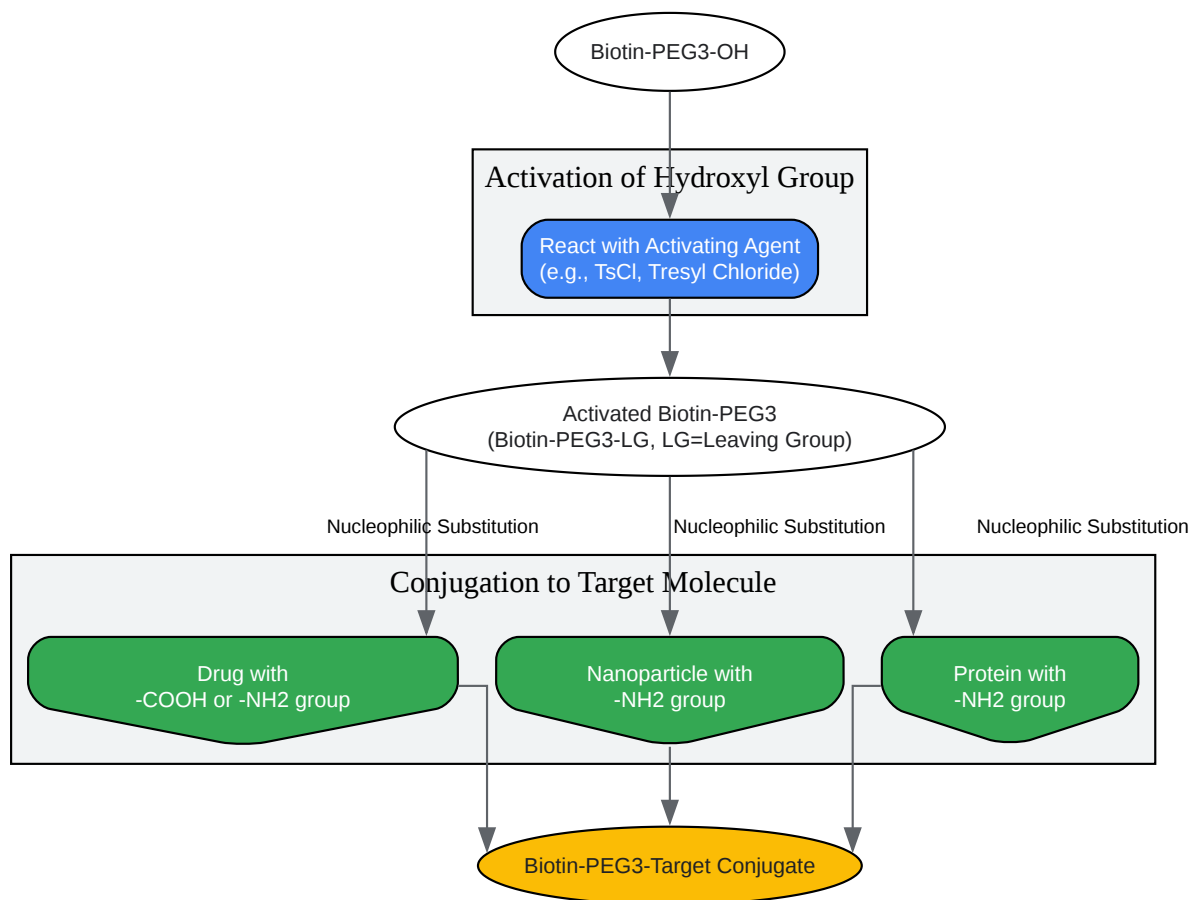 Biotin-PEG3-OH
Activation of Hydroxyl Group
React with Activating Agent
(e.g., TsCl, Tresyl Chloride)
Activated Biotin-PEG3
(Biotin-PEG3-LG, LG=Leaving Group)
Nucleophilic Substitution
Nucleophilic Substitution
Nucleophilic Substitution
Conjugation to Target Molecule
Drug with
-COOH or -NH2 group
Nanoparticle with
-NH2 group
Protein with
-NH2 group
Biotin-PEG3-Target Conjugate